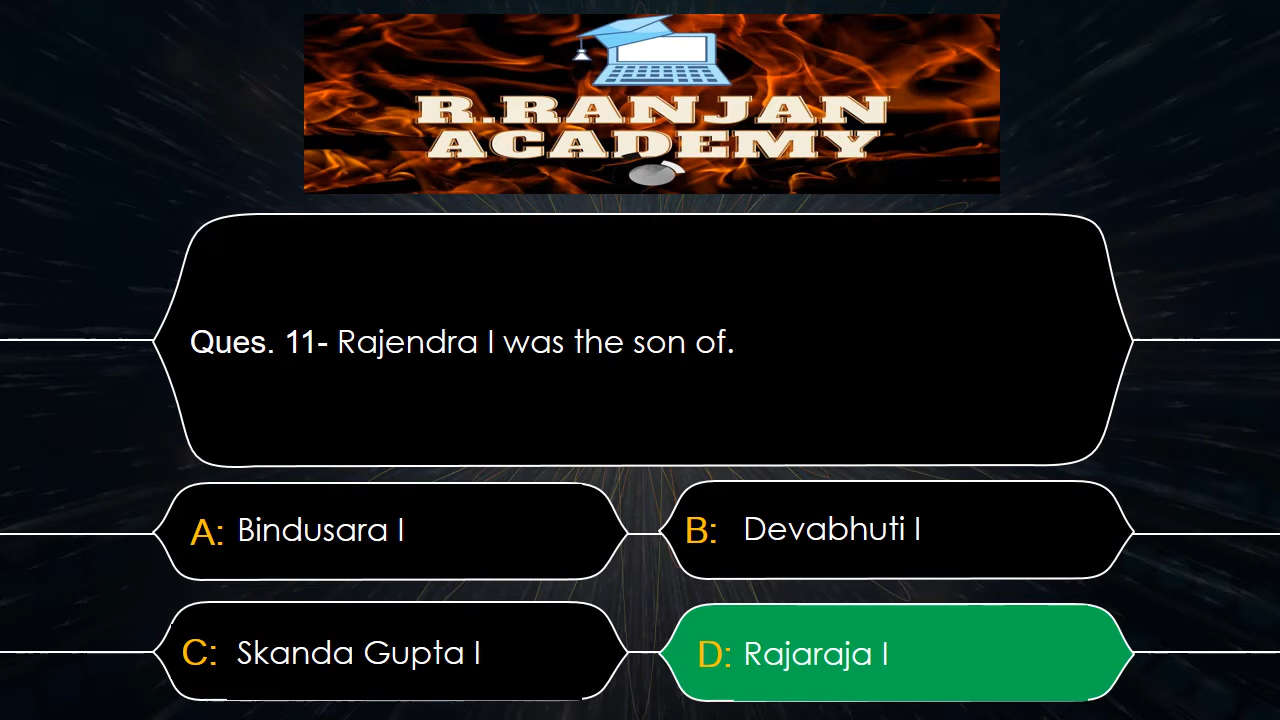 R.RANJAN
ACADEMY
Ques. 11- Rajendra I was the son of.
A: Bindusara I
B: Devabhuti I
C: Skanda Gupta I
D: Rajaraja I